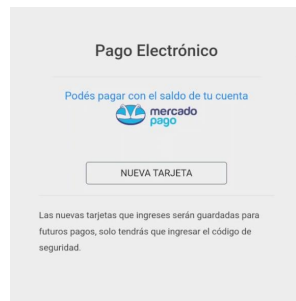 Pago Electrónico
Podés pagar con el saldo de tu cuenta
mercado
pago
NUEVA TARJETA
Las nuevas tarjetas que ingreses serán guardadas para
futuros pagos, solo tendrás que ingresar el código de
seguridad.